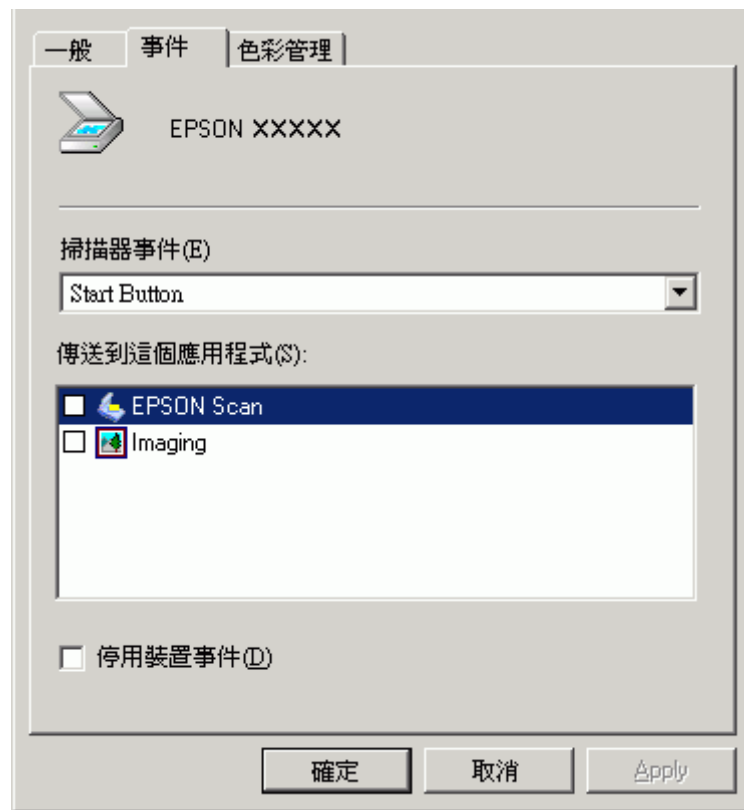 一般 事件 色彩管理
EPSON XXXXX
掃描器事件(E)
Start Button
傳送到這個應用程式(S):
EPSON Scan
Imaging
停用裝置事件(D)
確定 取消 Apply